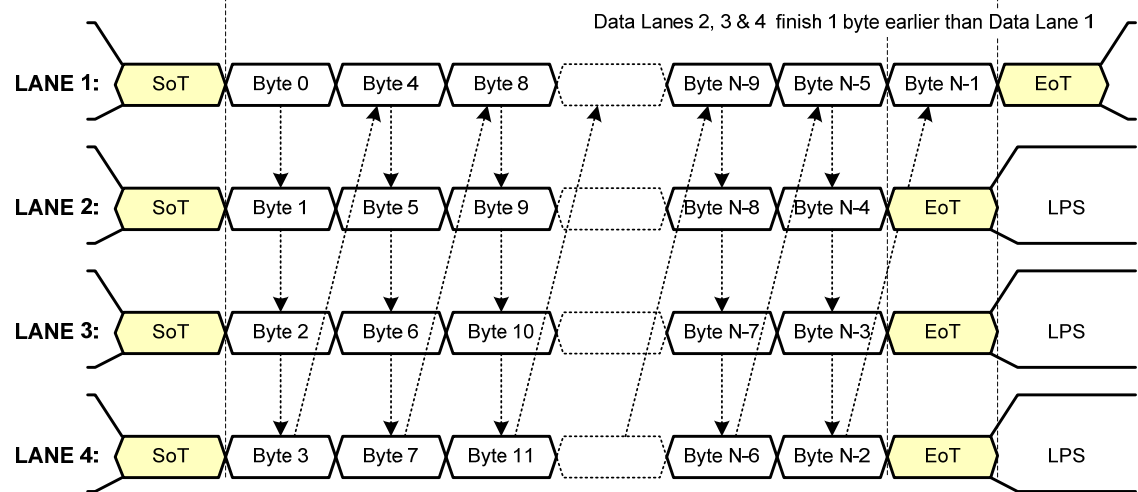 Data Lanes 2, 3 & 4 finish 1 byte earlier than Data Lane 1
LANE 1: SoT Byte 0 Byte 4 Byte 8 Byte N-9 Byte N-5 Byte N-1 EoT
LANE 2: SoT Byte 1 Byte 5 Byte 9 Byte N-8 Byte N-4 EoT LPS
LANE 3: SoT Byte 2 Byte 6 Byte 10 Byte N-7 Byte N-3 EoT LPS
LANE 4: SoT Byte 3 Byte 7 Byte 11 Byte N-6 Byte N-2 EoT LPS